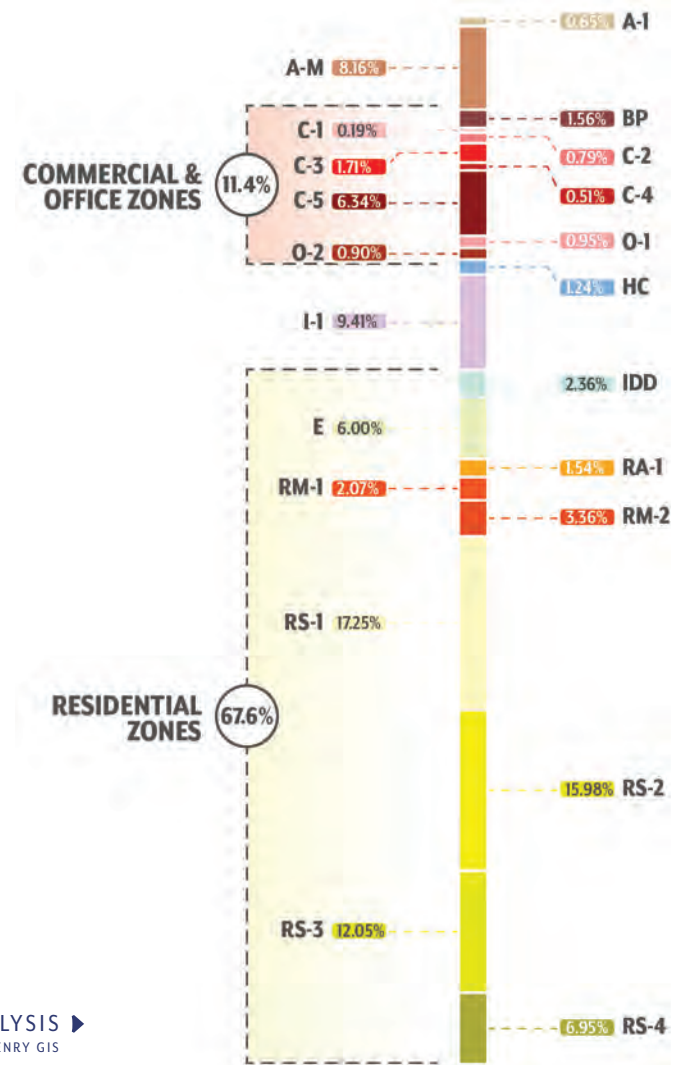 0.65% A-1
A-M 8.16%
1.56% BP
C-1 0.19%
0.79% C-2
C-3 1.71%
COMMERCIAL &
OFFICE ZONES
11.4%
0.51% C-4
C-5 6.34%
0.95% O-1
O-2 0.90%
1.24% HC
I-1 9.41%
2.36% IDD
E 6.00%
1.54% RA-1
RM-1 2.07%
3.36% RM-2
RS-1 17.25%
RESIDENTIAL
ZONES
67.6%
15.98% RS-2
RS-3 12.05%
6.95% RS-4
LYSIS
ENRY GIS